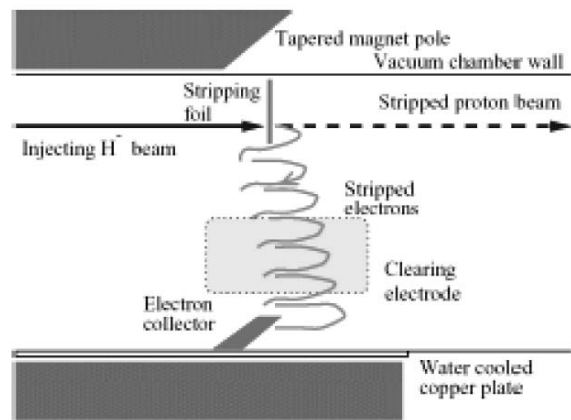 Tapered magnet pole
Vacuum chamber wall
Stripping
foil
Stripped proton beam
Injecting H⁻ beam
Stripped
electrons
Clearing
electrode
Electron
collector
Water cooled
copper plate